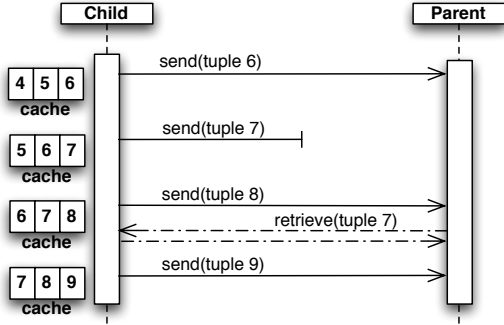 Child Parent
send(tuple 6)
4 5 6
cache
send(tuple 7)
5 6 7
cache
send(tuple 8)
6 7 8
retrieve(tuple 7)
cache
send(tuple 9)
7 8 9
cache